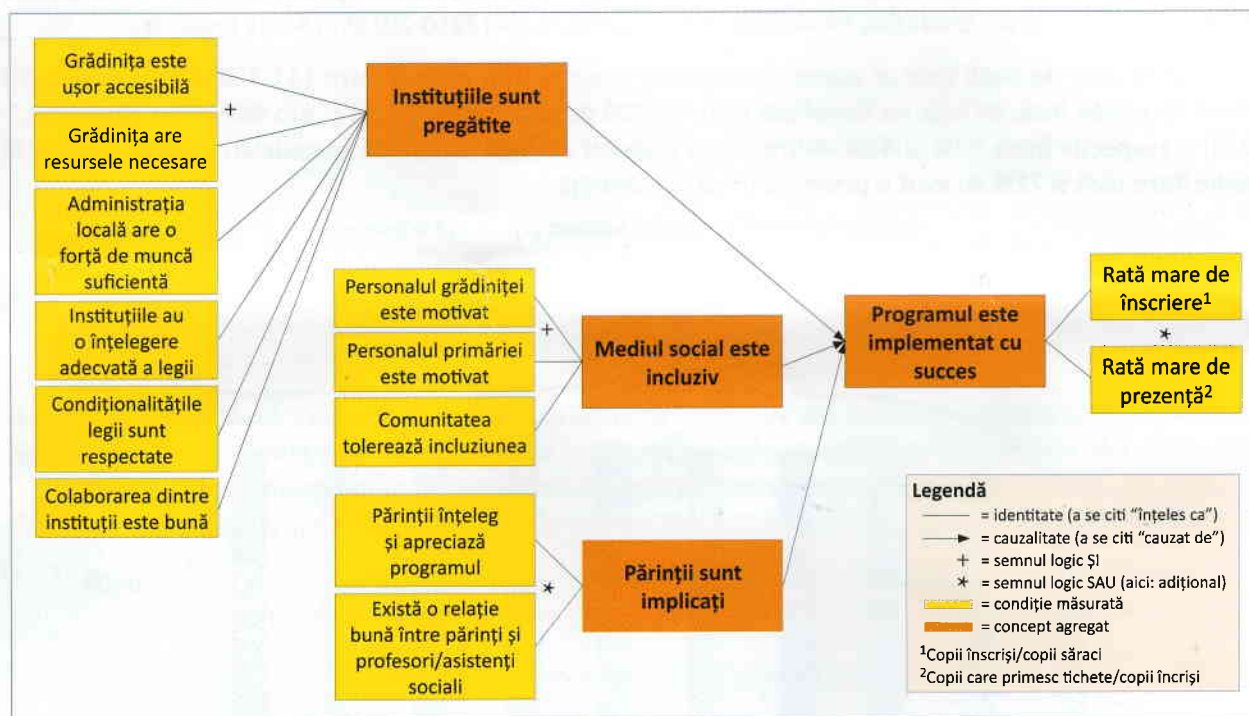 Grădinița este
ușor accesibilă
+
Grădinița are
resursele necesare
Administrația
locală are o
forță de muncă
suficientă
Instituțiile au
o înțelegere
adecvată a legii
Condiționalitățile
legii sunt
respectate
Colaborarea dintre
instituții este bună
Instituțiile sunt
pregătite
Personalul grădiniței
este motivat
+
Personalul primăriei
este motivat
Comunitatea
tolerează incluziunea
Mediul social este
incluziv
Părinții înțeleg
și apreciază
programul
*
Există o relație
bună între părinți și
profesori/asistenți
sociali
Părinții sunt
implicați
Programul este
implementat cu
succes
Rată mare de
înscriere¹
*
Rată mare de
prezență²
Legendă
= identitate (a se citi “înțeles ca”)
= cauzalitate (a se citi “cauzat de”)
+ = semnul logic ȘI
* = semnul logic SAU (aici: adițional)
= condiție măsurată
= concept agregat
¹Copii înscriși/copii săraci
²Copii care primesc tichete/copii încriși